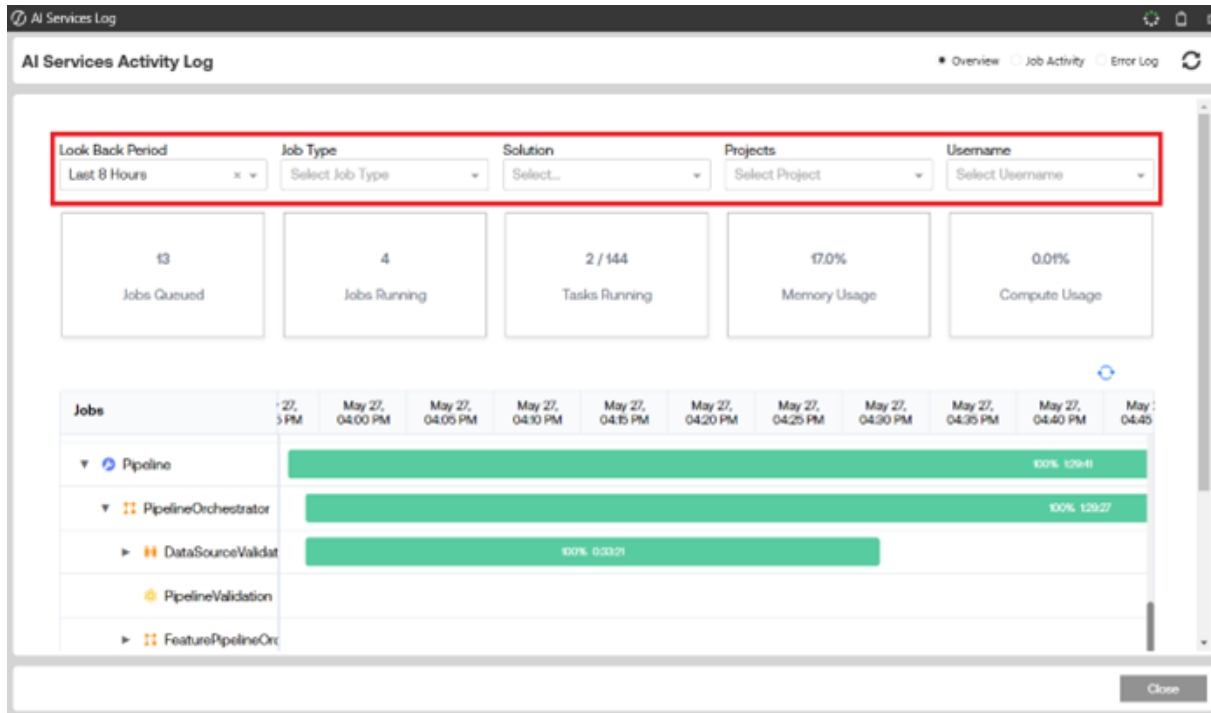 AI Services Log
AI Services Activity Log
Overview Job Activity Error Log
Look Back Period Job Type Solution Projects Username
Last 8 Hours Select Job Type Select... Select Project Select Username
13 4 2 / 144 17.0% 0.01%
Jobs Queued Jobs Running Tasks Running Memory Usage Compute Usage
Jobs 27, May 27, May 27, May 27, May 27, May 27, May 27, May 27, May 27, May 27, May
PM 04:00 PM 04:05 PM 04:10 PM 04:15 PM 04:20 PM 04:25 PM 04:30 PM 04:35 PM 04:40 PM 04:45
Pipeline 100% 1:29:41
PipelineOrchestrator 100% 1:29:27
DataSourceValidat 100% 0:33:21
PipelineValidation
FeaturePipelineOrc
Close